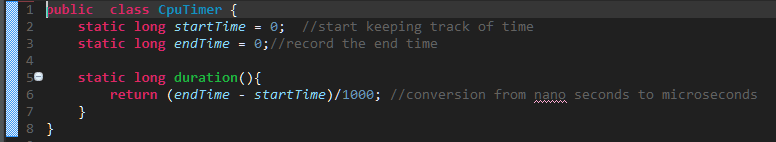 1 public  class CpuTimer {
2     static long startTime = 0;  //start keeping track of time
3     static long endTime = 0;//record the end time
4
5     static long duration(){
6         return (endTime - startTime)/1000; //conversion from nano seconds to microseconds
7     }
8 }